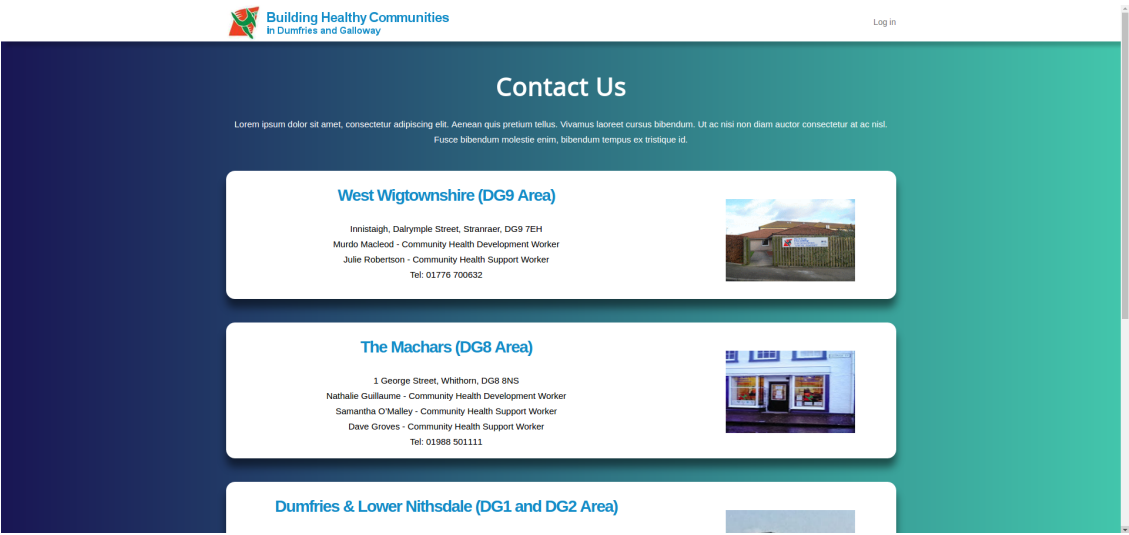 Building Healthy Communities
in Dumfries and Galloway
Log in
Contact Us
Lorem ipsum dolor sit amet, consectetur adipiscing elit. Aenean quis pretium tellus. Vivamus laoreet cursus bibendum. Ut ac nisi non diam auctor consectetur at ac nisl.
Fusce bibendum molestie enim, bibendum tempus ex tristique id.
West Wigtownshire (DG9 Area)
Innistaigh, Dalrymple Street, Stranraer, DG9 7EH
Murdo Macleod - Community Health Development Worker
Julie Robertson - Community Health Support Worker
Tel: 01776 700632
The Machars (DG8 Area)
1 George Street, Whithorn, DG8 8NS
Nathalie Guillaume - Community Health Development Worker
Samantha O'Malley - Community Health Support Worker
Dave Groves - Community Health Support Worker
Tel: 01988 501111
Dumfries & Lower Nithsdale (DG1 and DG2 Area)